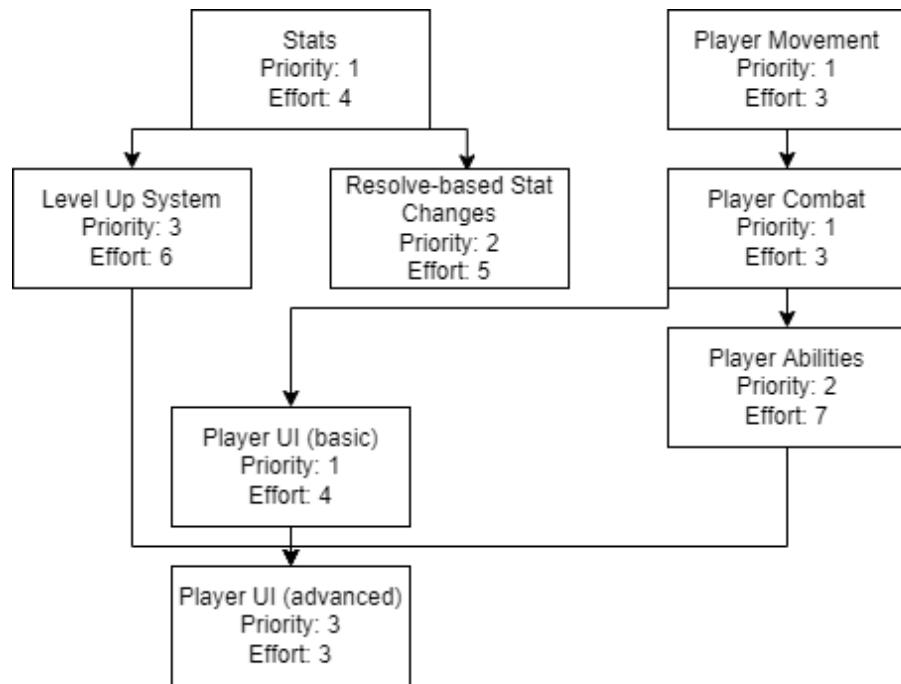 Stats
Priority: 1
Effort: 4
Player Movement
Priority: 1
Effort: 3
Level Up System
Priority: 3
Effort: 6
Resolve-based Stat
Changes
Priority: 2
Effort: 5
Player Combat
Priority: 1
Effort: 3
Player Abilities
Priority: 2
Effort: 7
Player UI (basic)
Priority: 1
Effort: 4
Player UI (advanced)
Priority: 3
Effort: 3